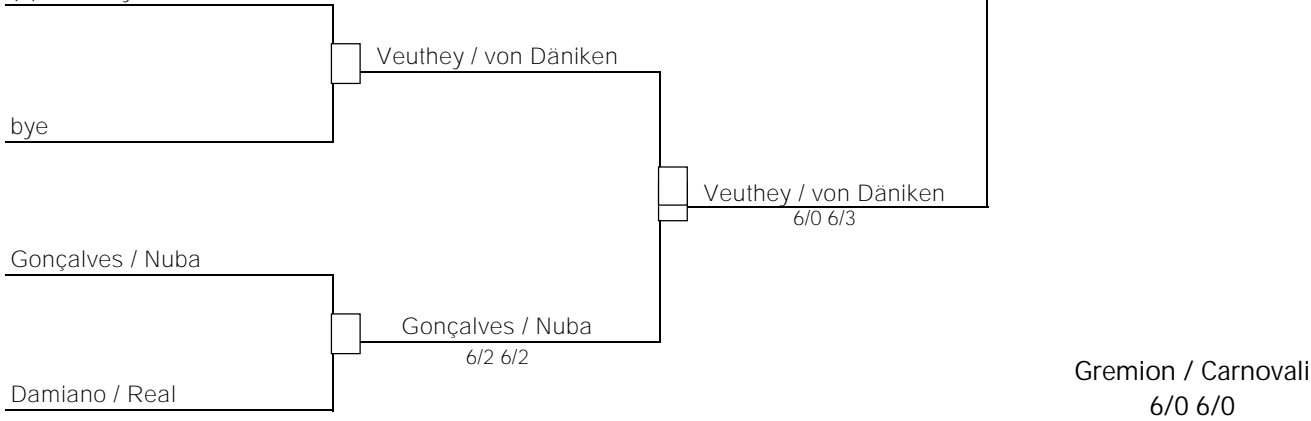 Veuthey / von Däniken
bye
Veuthey / von Däniken
6/0 6/3
Gonçalves / Nuba
Gonçalves / Nuba
6/2 6/2
Damiano / Real
Gremion / Carnovali
6/0 6/0